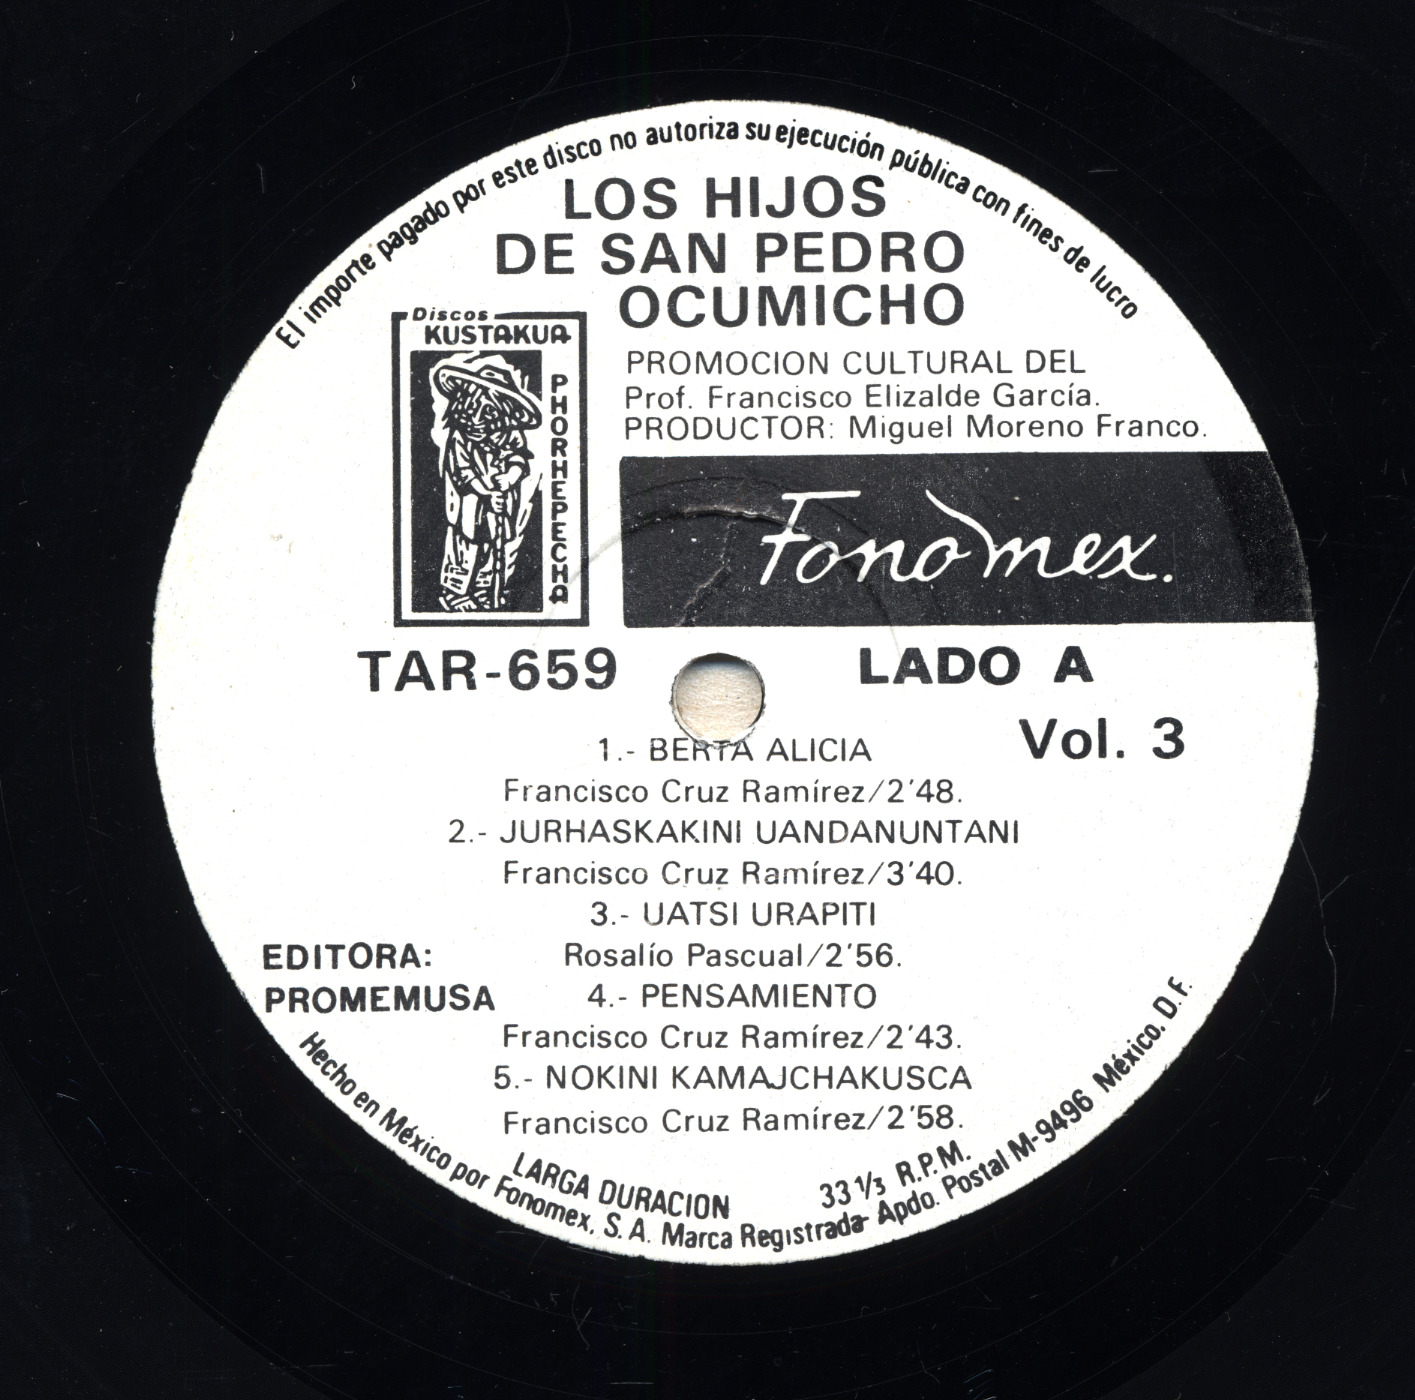 El importe pagado por este disco no autoriza su ejecución pública con fines de lucro
LOS HIJOS
DE SAN PEDRO
OCUMICHO
Discos
KUSTAKUA
PHORHEPECHA
PROMOCION CULTURAL DEL
Prof. Francisco Elizalde García.
PRODUCTOR: Miguel Moreno Franco.
Fonomex.
TAR-659
LADO A
Vol. 3
1.- BERTA ALICIA
Francisco Cruz Ramírez/2'48.
2.- JURHASKAKINI UANDANUNTANI
Francisco Cruz Ramírez/3'40.
3.- UATSI URAPITI
Rosalío Pascual/2'56.
4.- PENSAMIENTO
Francisco Cruz Ramírez/2'43.
5.- NOKINI KAMAJCHAKUSCA
Francisco Cruz Ramírez/2'58.
EDITORA:
PROMEMUSA
LARGA DURACION
33 1/3 R.P.M.
Hecho en México por Fonomex, S.A. Marca Registrada- Apdo. Postal M-9496 México. D.F.